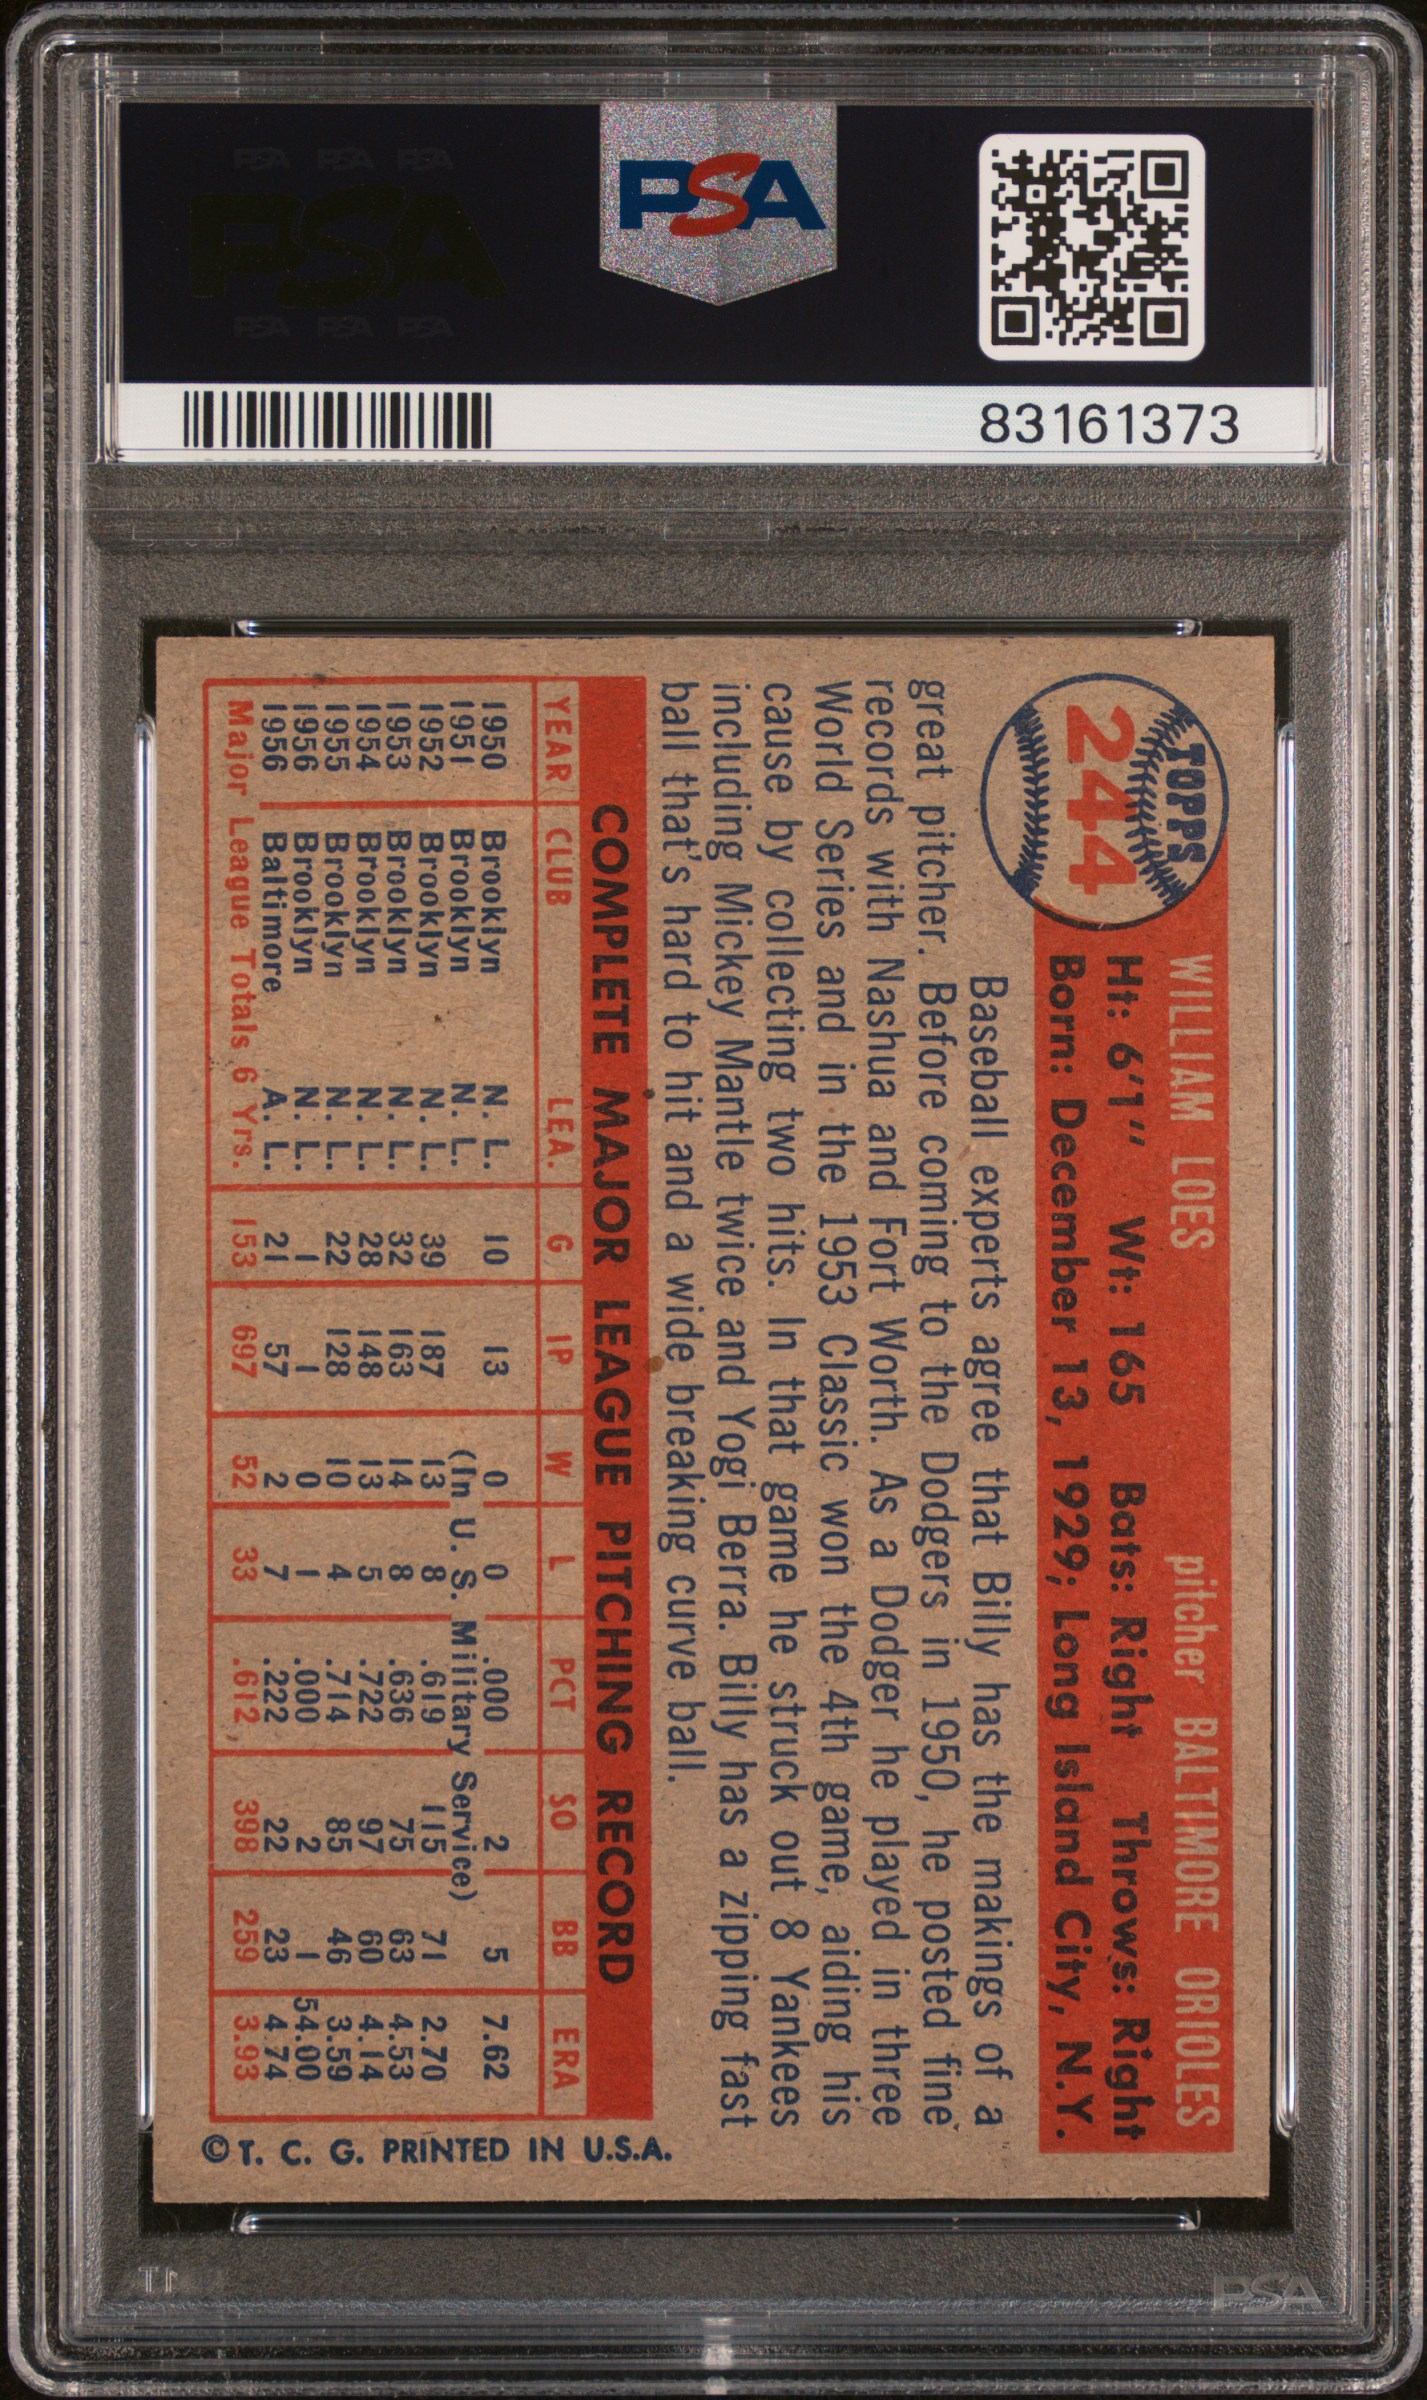 PSA PSA PSA
PSA
PSA PSA PSA
PSA
83161373
TOPPS
244
WILLIAM LOES pitcher BALTIMORE ORIOLES
Ht: 6'1" Wt: 165 Bats: Right Throws: Right
Born: December 13, 1929; Long Island City, N.Y.
Baseball experts agree that Billy has the makings of a
great pitcher. Before coming to the Dodgers in 1950, he posted fine
records with Nashua and Fort Worth. As a Dodger he played in three
World Series and in the 1953 Classic won the 4th game, aiding his
cause by collecting two hits. In that game he struck out 8 Yankees
including Mickey Mantle twice and Yogi Berra. Billy has a zipping fast
ball that's hard to hit and a wide breaking curve ball.
COMPLETE MAJOR LEAGUE PITCHING RECORD
YEAR CLUB LEA. G IP W L PCT SO BB ERA
1950 Brooklyn N. L. 10 13 0 0 .000 2 5 7.62
1951 Brooklyn N. L. (In U. S. Military Service)
1952 Brooklyn N. L. 39 187 13 8 .619 115 71 2.70
1953 Brooklyn N. L. 32 163 14 8 .636 75 63 4.53
1954 Brooklyn N. L. 28 148 13 5 .722 97 60 4.14
1955 Brooklyn N. L. 22 128 10 4 .714 85 46 3.59
1956 Brooklyn N. L. 1 1 0 1 .000 2 1 54.00
1956 Baltimore A. L. 21 57 2 7 .222 22 23 4.74
Major League Totals 6 Yrs. 153 697 52 33 .612 398 259 3.93
© T. C. G. PRINTED IN U.S.A.
PSA